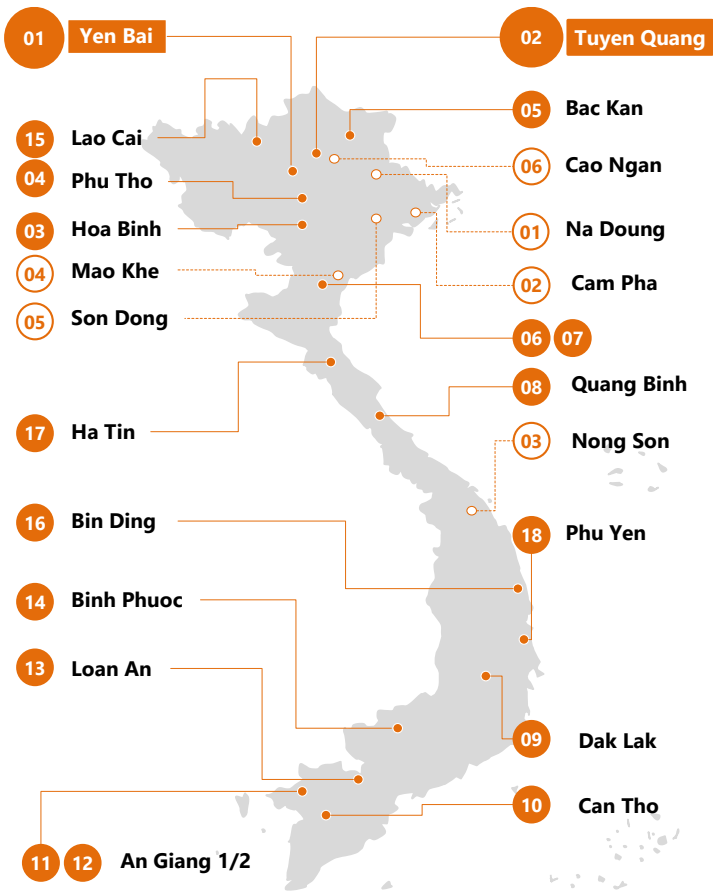 01 Yen Bai
02 Tuyen Quang
15 Lao Cai
04 Phu Tho
03 Hoa Binh
04 Mao Khe
05 Son Dong
17 Ha Tin
16 Bin Ding
14 Binh Phuoc
13 Loan An
11 12 An Giang 1/2
05 Bac Kan
06 Cao Ngan
01 Na Doung
02 Cam Pha
06 07
08 Quang Binh
03 Nong Son
18 Phu Yen
09 Dak Lak
10 Can Tho